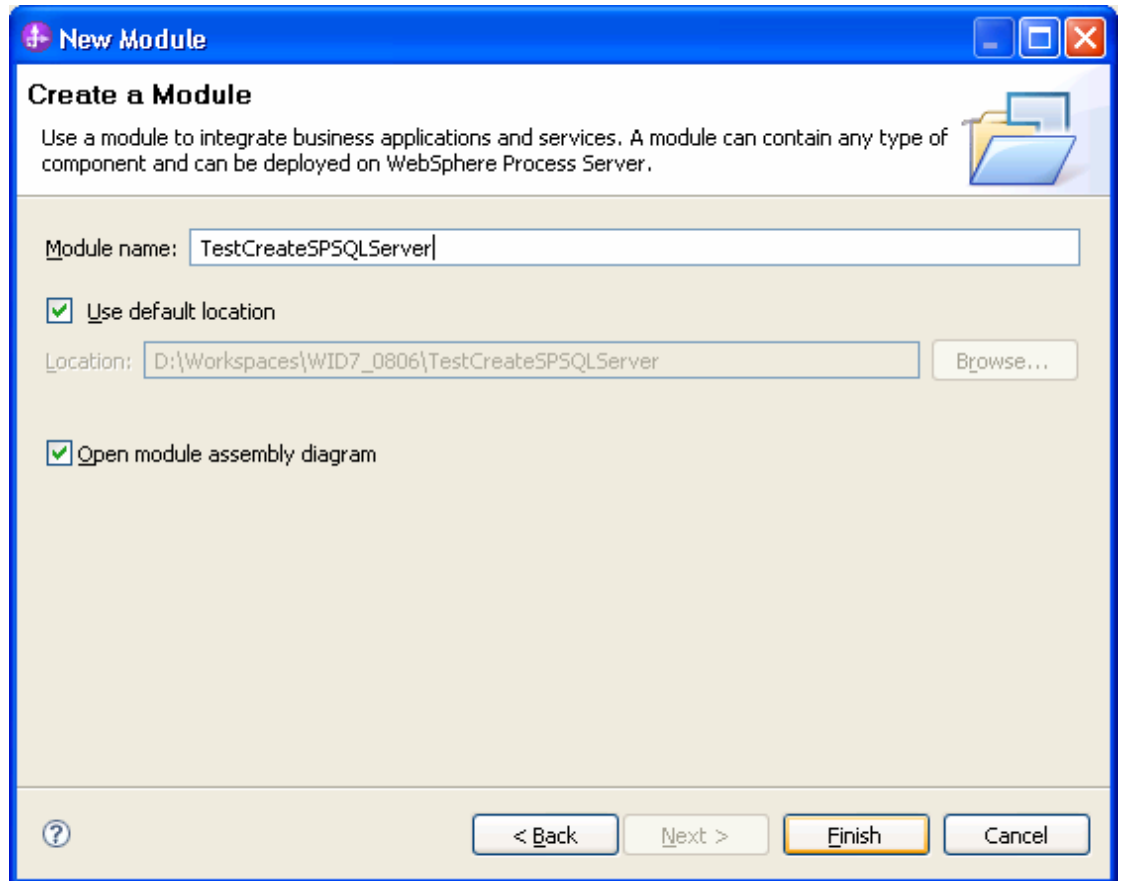 New Module
Create a Module
Use a module to integrate business applications and services. A module can contain any type of
component and can be deployed on WebSphere Process Server.
Module name: TestCreateSPSQLServer
Use default location
Location: D:\Workspaces\WID7_0806\TestCreateSPSQLServer Browse...
Open module assembly diagram
? < Back Next > Finish Cancel